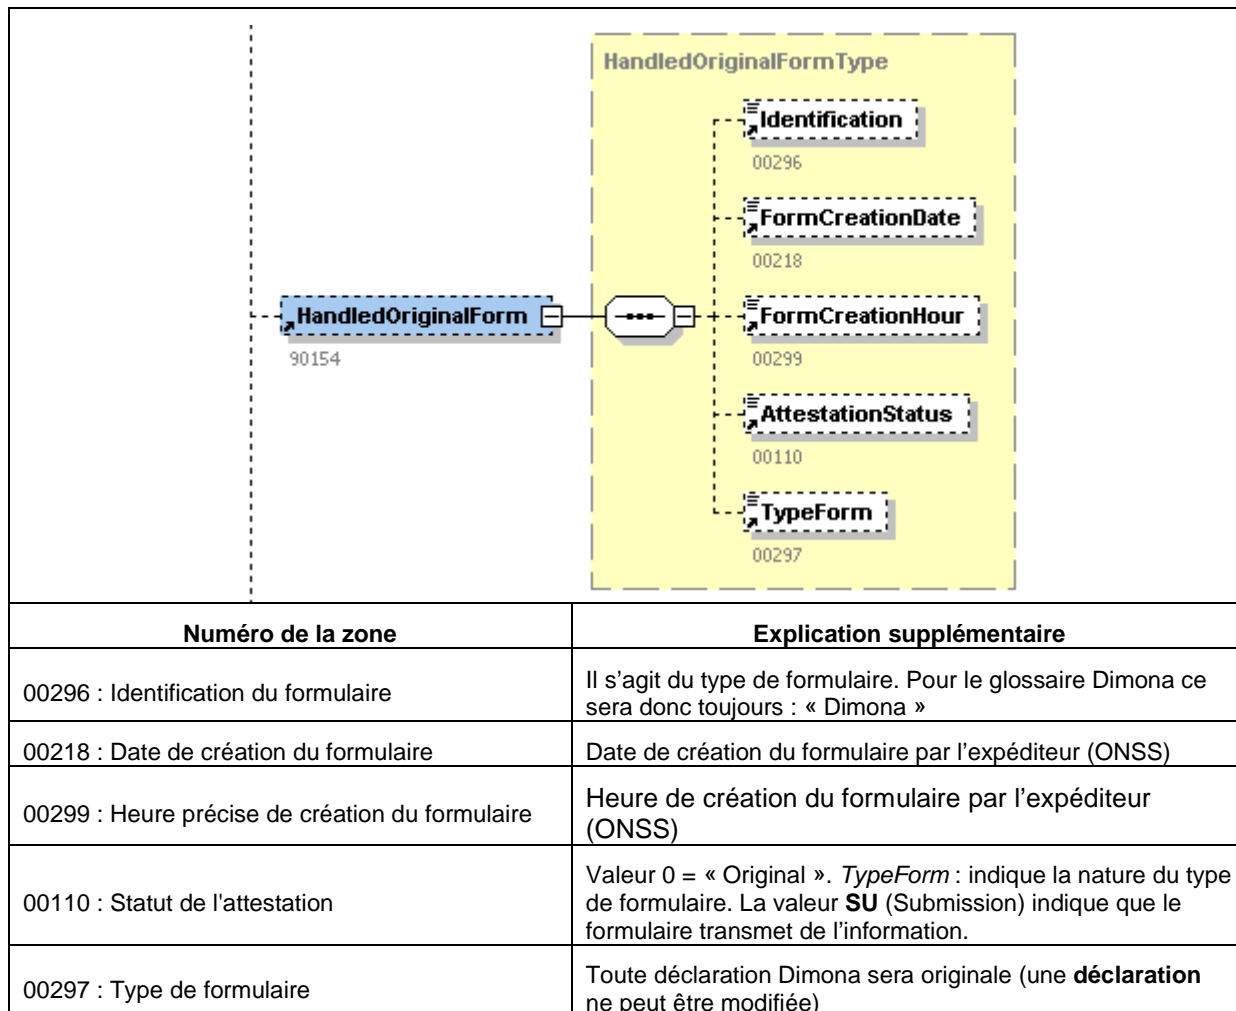 HandledOriginalFormType
Identification
00296
FormCreationDate
00218
HandledOriginalForm
90154
FormCreationHour
00299
AttestationStatus
00110
TypeForm
00297
Numéro de la zone
Explication supplémentaire
00296 : Identification du formulaire
Il s’agit du type de formulaire. Pour le glossaire Dimona ce
sera donc toujours : « Dimona »
00218 : Date de création du formulaire
Date de création du formulaire par l’expéditeur (ONSS)
00299 : Heure précise de création du formulaire
Heure de création du formulaire par l’expéditeur
(ONSS)
00110 : Statut de l'attestation
Valeur 0 = « Original ». TypeForm : indique la nature du type
de formulaire. La valeur SU (Submission) indique que le
formulaire transmet de l’information.
00297 : Type de formulaire
Toute déclaration Dimona sera originale (une déclaration
ne peut être modifiée)